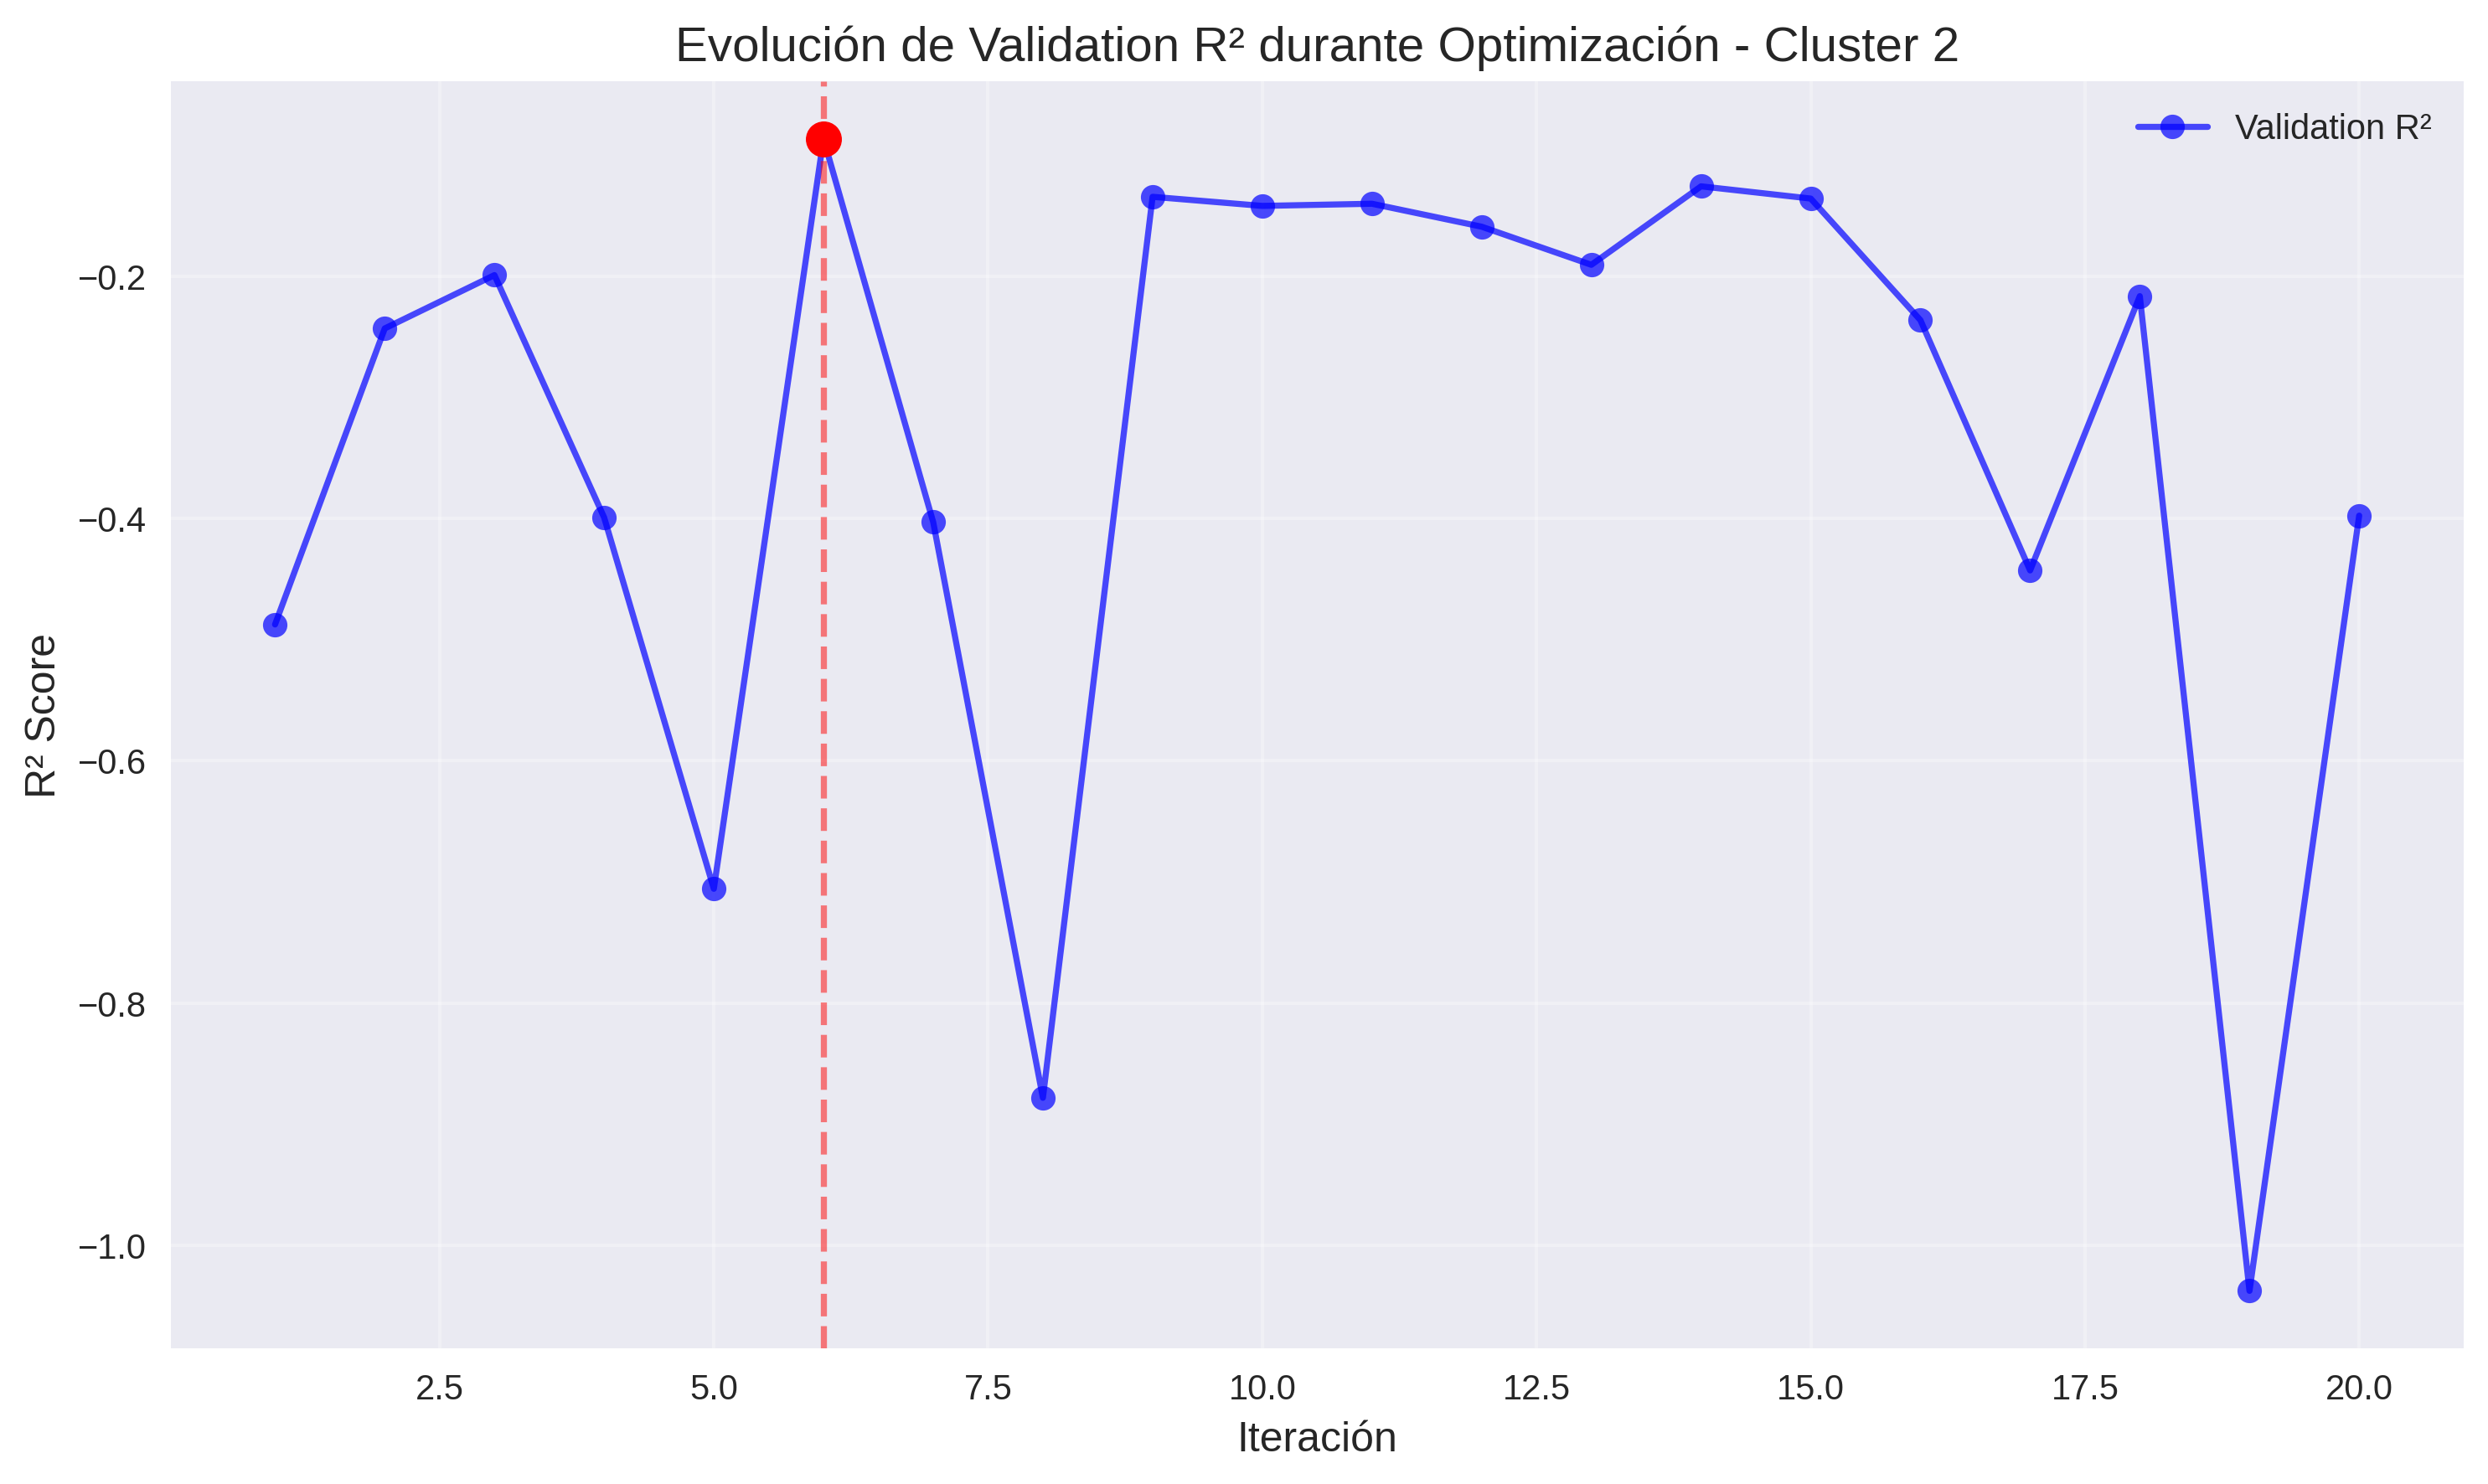 Evolución de Validation R² durante Optimización - Cluster 2
Validation R²
R² Score
−0.2
−0.4
−0.6
−0.8
−1.0
2.5 5.0 7.5 10.0 12.5 15.0 17.5 20.0
Iteración